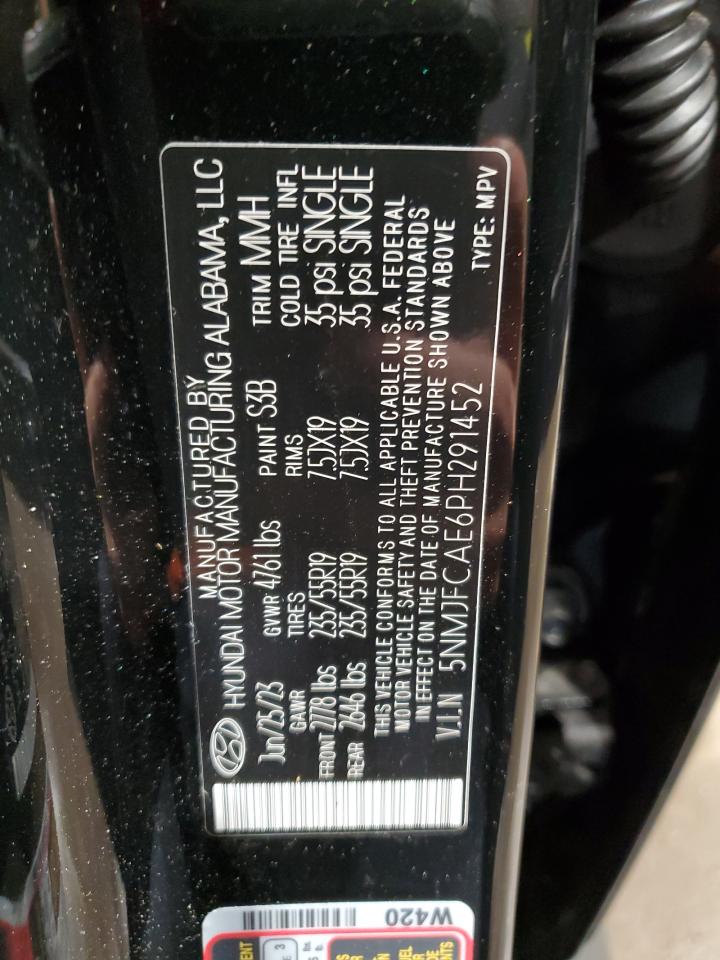 MANUFACTURED BY
HYUNDAI MOTOR MANUFACTURING ALABAMA, LLC
Jun/25/23 GVWR 4761 lbs PAINT S3B TRIM MMH
GAWR TIRES RIMS COLD TIRE INFL
FRONT 2778 lbs 235/55R19 7.5JX19 35 psi SINGLE
REAR 2646 lbs 235/55R19 7.5JX19 35 psi SINGLE
THIS VEHICLE CONFORMS TO ALL APPLICABLE U.S.A. FEDERAL
MOTOR VEHICLE SAFETY AND THEFT PREVENTION STANDARDS
IN EFFECT ON THE DATE OF MANUFACTURE SHOWN ABOVE
V.I.N 5NMJFCAE6PH291452
TYPE: MPV
W420